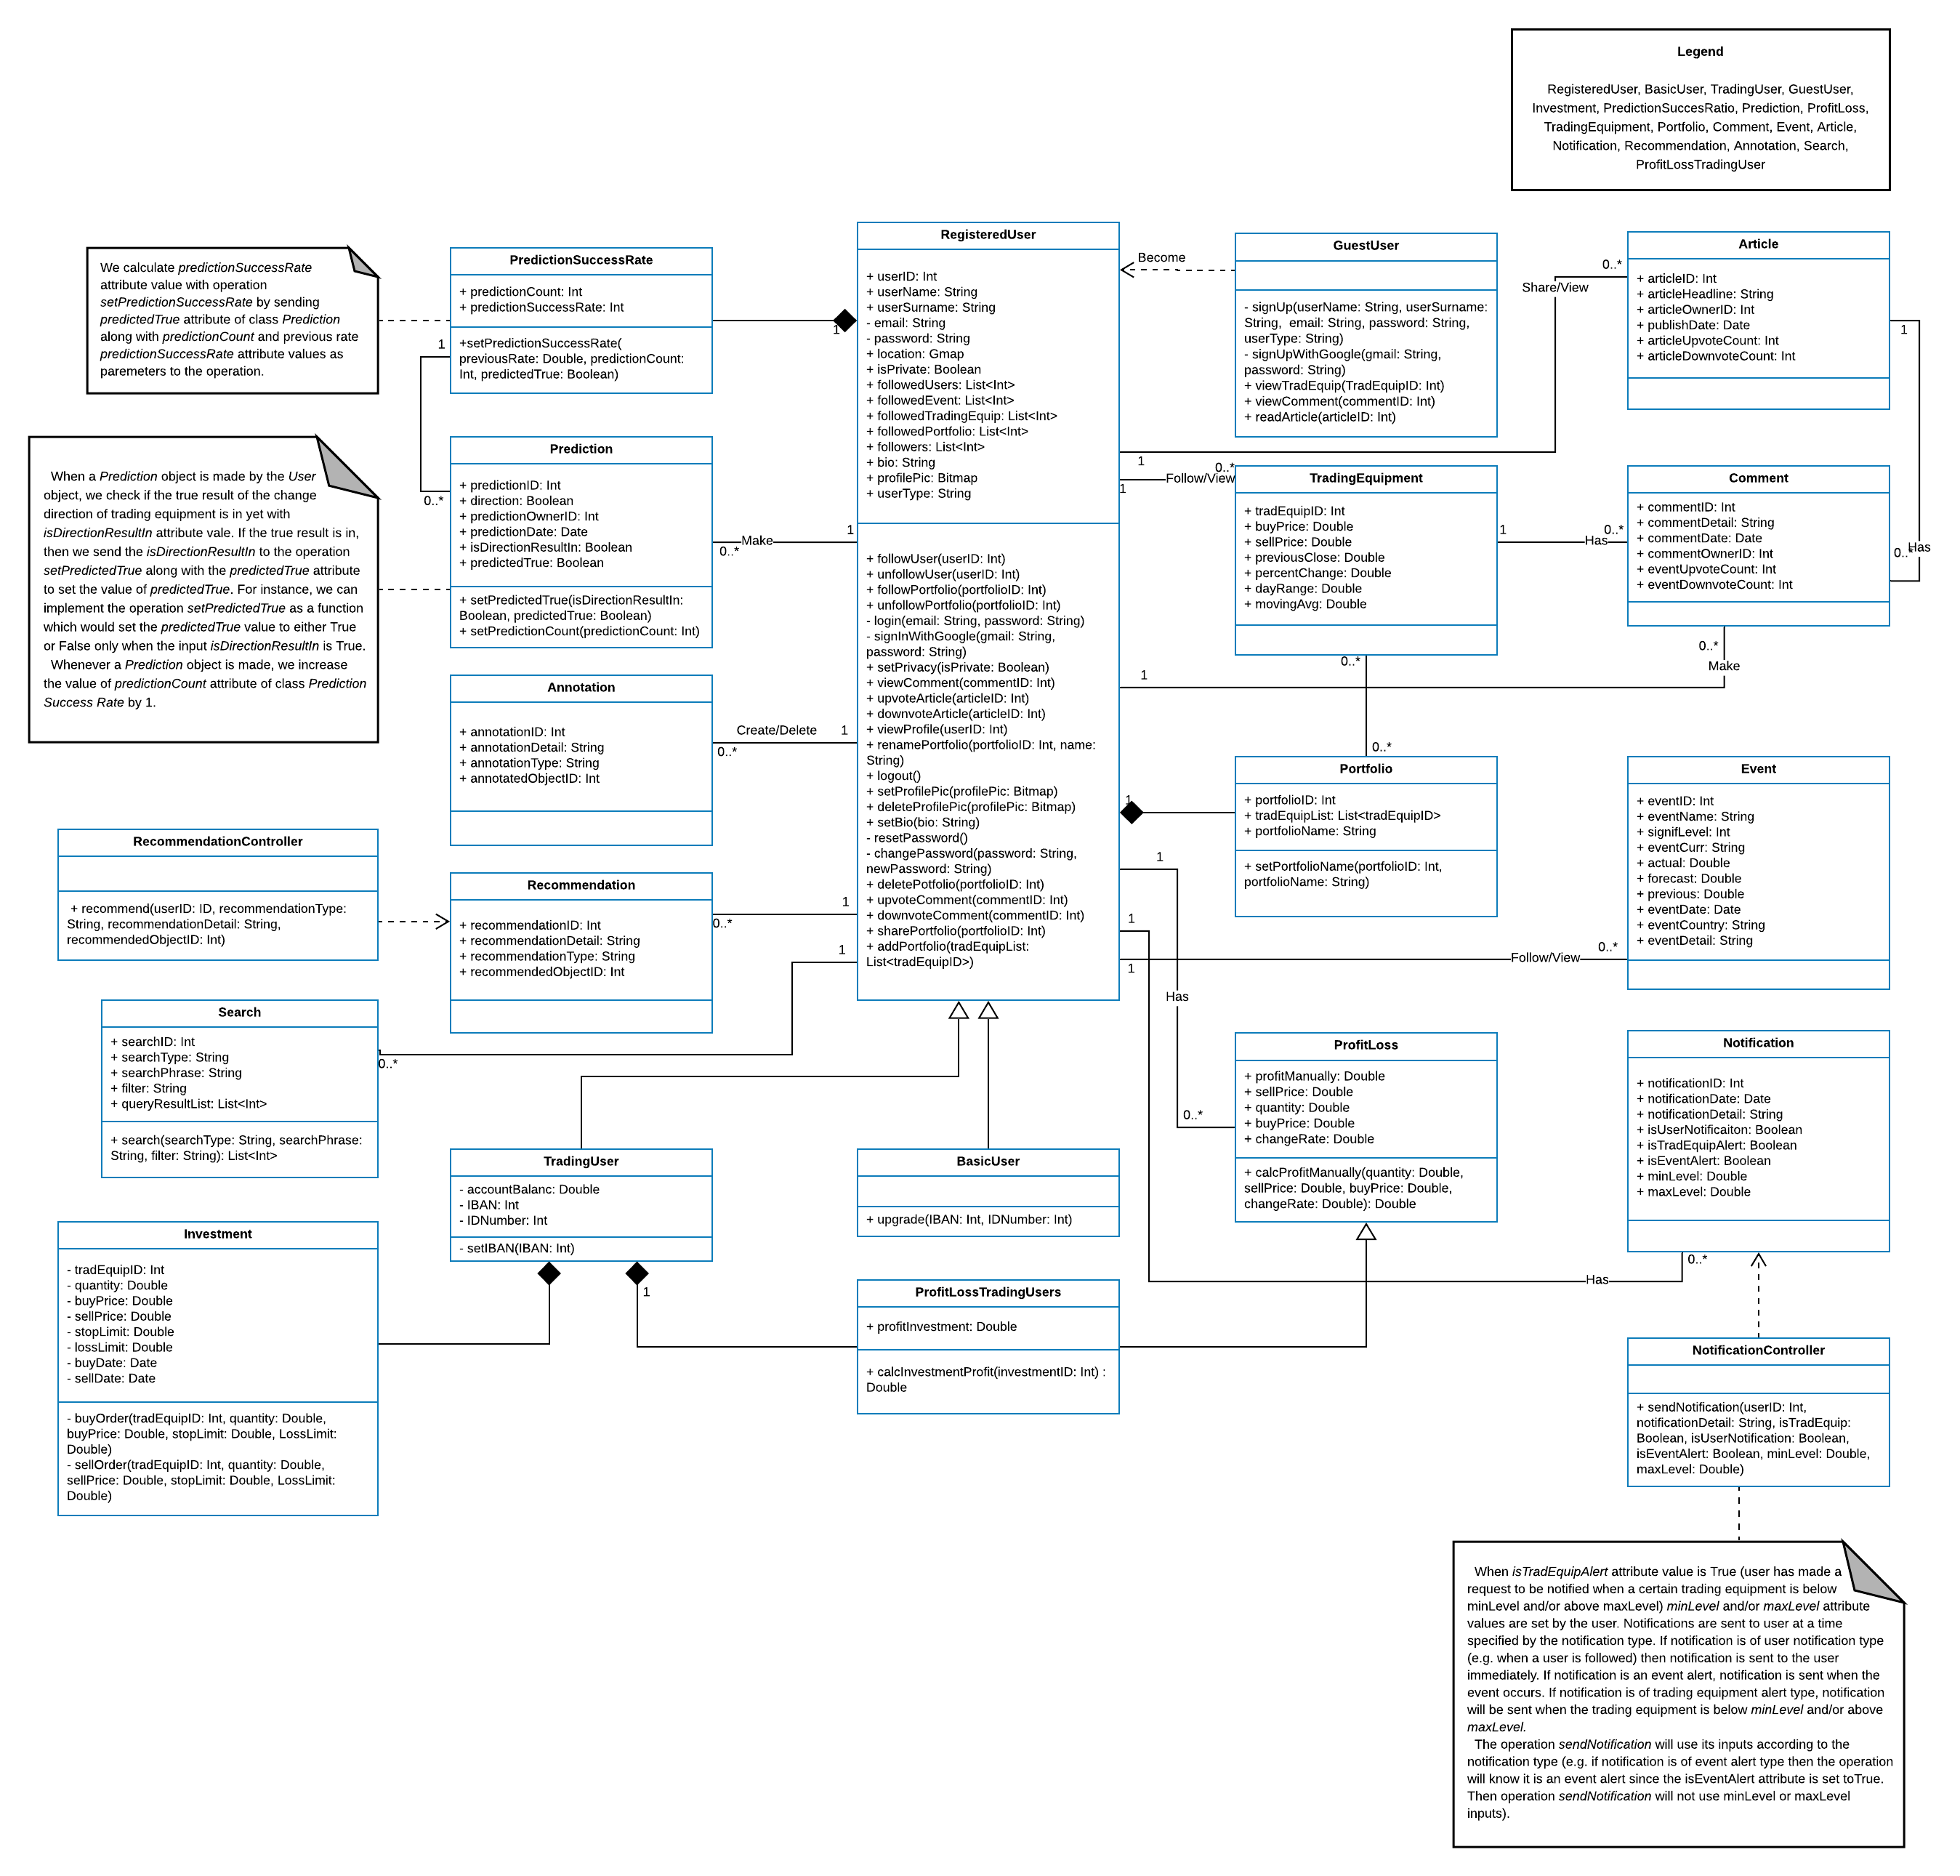 Legend
RegisteredUser, BasicUser, TradingUser, GuestUser,
Investment, PredictionSuccesRatio, Prediction, ProfitLoss,
TradingEquipment, Portfolio, Comment, Event, Article,
Notification, Recommendation, Annotation, Search,
ProfitLossTradingUser
We calculate predictionSuccessRate
attribute value with operation
setPredictionSuccessRate by sending
predictedTrue attribute of class Prediction
along with predictionCount and previous rate
predictionSuccessRate attribute values as
paremeters to the operation.
PredictionSuccessRate
+ predictionCount: Int
+ predictionSuccessRate: Int
+setPredictionSuccessRate(
previousRate: Double, predictionCount:
Int, predictedTrue: Boolean)
1
1
0..*
When a Prediction object is made by the User
object, we check if the true result of the change
direction of trading equipment is in yet with
isDirectionResultIn attribute vale. If the true result is in,
then we send the isDirectionResultIn to the operation
setPredictedTrue along with the predictedTrue attribute
to set the value of predictedTrue. For instance, we can
implement the operation setPredictedTrue as a function
which would set the predictedTrue value to either True
or False only when the input isDirectionResultIn is True.
Whenever a Prediction object is made, we increase
the value of predictionCount attribute of class Prediction
Success Rate by 1.
Prediction
+ predictionID: Int
+ direction: Boolean
+ predictionOwnerID: Int
+ predictionDate: Date
+ isDirectionResultIn: Boolean
+ predictedTrue: Boolean
+ setPredictedTrue(isDirectionResultIn:
Boolean, predictedTrue: Boolean)
+ setPredictionCount(predictionCount: Int)
0..*
Make
1
Annotation
+ annotationID: Int
+ annotationDetail: String
+ annotationType: String
+ annotatedObjectID: Int
Create/Delete
1
0..*
RecommendationController
+ recommend(userID: ID, recommendationType:
String, recommendationDetail: String,
recommendedObjectID: Int)
Recommendation
+ recommendationID: Int
+ recommendationDetail: String
+ recommendationType: String
+ recommendedObjectID: Int
1
0..*
Search
+ searchID: Int
+ searchType: String
+ searchPhrase: String
+ filter: String
+ queryResultList: List<Int>
+ search(searchType: String, searchPhrase:
String, filter: String): List<Int>
1
0..*
RegisteredUser
+ userID: Int
+ userName: String
+ userSurname: String
- email: String
- password: String
+ location: Gmap
+ isPrivate: Boolean
+ followedUsers: List<Int>
+ followedEvent: List<Int>
+ followedTradingEquip: List<Int>
+ followedPortfolio: List<Int>
+ followers: List<Int>
+ bio: String
+ profilePic: Bitmap
+ userType: String
+ followUser(userID: Int)
+ unfollowUser(userID: Int)
+ followPortfolio(portfolioID: Int)
+ unfollowPortfolio(portfolioID: Int)
- login(email: String, password: String)
- signInWithGoogle(gmail: String,
password: String)
+ setPrivacy(isPrivate: Boolean)
+ viewComment(commentID: Int)
+ upvoteArticle(articleID: Int)
+ downvoteArticle(articleID: Int)
+ viewProfile(userID: Int)
+ renamePortfolio(portfolioID: Int, name:
String)
+ logout()
+ setProfilePic(profilePic: Bitmap)
+ deleteProfilePic(profilePic: Bitmap)
+ setBio(bio: String)
- resetPassword()
- changePassword(password: String,
newPassword: String)
+ deletePotfolio(portfolioID: Int)
+ upvoteComment(commentID: Int)
+ downvoteComment(commentID: Int)
+ sharePortfolio(portfolioID: Int)
+ addPortfolio(tradEquipList:
List<tradEquipID>)
Become
GuestUser
- signUp(userName: String, userSurname:
String, email: String, password: String,
userType: String)
- signUpWithGoogle(gmail: String,
password: String)
+ viewTradEquip(TradEquipID: Int)
+ viewComment(commentID: Int)
+ readArticle(articleID: Int)
Article
+ articleID: Int
+ articleHeadline: String
+ articleOwnerID: Int
+ publishDate: Date
+ articleUpvoteCount: Int
+ articleDownvoteCount: Int
0..*
Share/View
1
1
Has
0..*
0..*
Follow/View
1
TradingEquipment
+ tradEquipID: Int
+ buyPrice: Double
+ sellPrice: Double
+ previousClose: Double
+ percentChange: Double
+ dayRange: Double
+ movingAvg: Double
1
Has
0..*
Comment
+ commentID: Int
+ commentDetail: String
+ commentDate: Date
+ commentOwnerID: Int
+ eventUpvoteCount: Int
+ eventDownvoteCount: Int
0..*
Make
1
0..*
0..*
1
Portfolio
+ portfolioID: Int
+ tradEquipList: List<tradEquipID>
+ portfolioName: String
+ setPortfolioName(portfolioID: Int,
portfolioName: String)
Event
+ eventID: Int
+ eventName: String
+ signifLevel: Int
+ eventCurr: String
+ actual: Double
+ forecast: Double
+ previous: Double
+ eventDate: Date
+ eventCountry: String
+ eventDetail: String
1
1
1
Follow/View
0..*
Has
0..*
ProfitLoss
+ profitManually: Double
+ sellPrice: Double
+ quantity: Double
+ buyPrice: Double
+ changeRate: Double
+ calcProfitManually(quantity: Double,
sellPrice: Double, buyPrice: Double,
changeRate: Double): Double
Notification
+ notificationID: Int
+ notificationDate: Date
+ notificationDetail: String
+ isUserNotificaiton: Boolean
+ isTradEquipAlert: Boolean
+ isEventAlert: Boolean
+ minLevel: Double
+ maxLevel: Double
0..*
Has
TradingUser
- accountBalanc: Double
- IBAN: Int
- IDNumber: Int
- setIBAN(IBAN: Int)
1
BasicUser
+ upgrade(IBAN: Int, IDNumber: Int)
Investment
- tradEquipID: Int
- quantity: Double
- buyPrice: Double
- sellPrice: Double
- stopLimit: Double
- lossLimit: Double
- buyDate: Date
- sellDate: Date
- buyOrder(tradEquipID: Int, quantity: Double,
buyPrice: Double, stopLimit: Double, LossLimit:
Double)
- sellOrder(tradEquipID: Int, quantity: Double,
sellPrice: Double, stopLimit: Double, LossLimit:
Double)
ProfitLossTradingUsers
+ profitInvestment: Double
+ calcInvestmentProfit(investmentID: Int) :
Double
NotificationController
+ sendNotification(userID: Int,
notificationDetail: String, isTradEquip:
Boolean, isUserNotification: Boolean,
isEventAlert: Boolean, minLevel: Double,
maxLevel: Double)
When isTradEquipAlert attribute value is True (user has made a
request to be notified when a certain trading equipment is below
minLevel and/or above maxLevel) minLevel and/or maxLevel attribute
values are set by the user. Notifications are sent to user at a time
specified by the notification type. If notification is of user notification type
(e.g. when a user is followed) then notification is sent to the user
immediately. If notification is an event alert, notification is sent when the
event occurs. If notification is of trading equipment alert type, notification
will be sent when the trading equipment is below minLevel and/or above
maxLevel.
The operation sendNotification will use its inputs according to the
notification type (e.g. if notification is of event alert type then the operation
will know it is an event alert since the isEventAlert attribute is set toTrue.
Then operation sendNotification will not use minLevel or maxLevel
inputs).